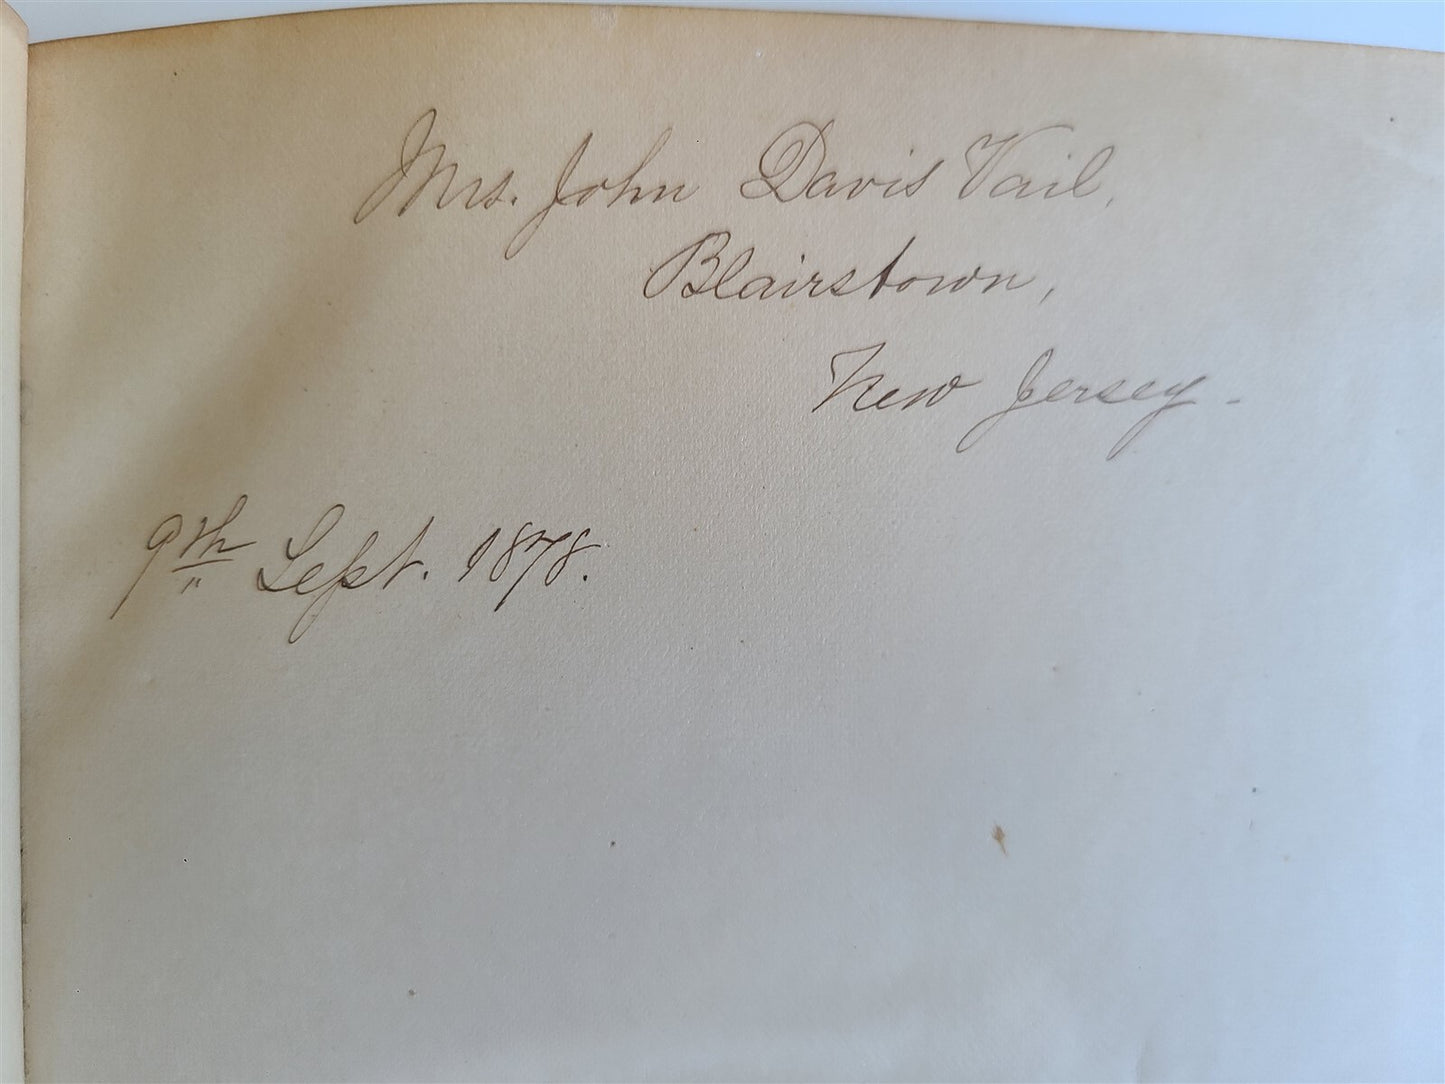 Mrs. John Davis Vail,
Blairstown,
New Jersey -
9th Sept. 1878.